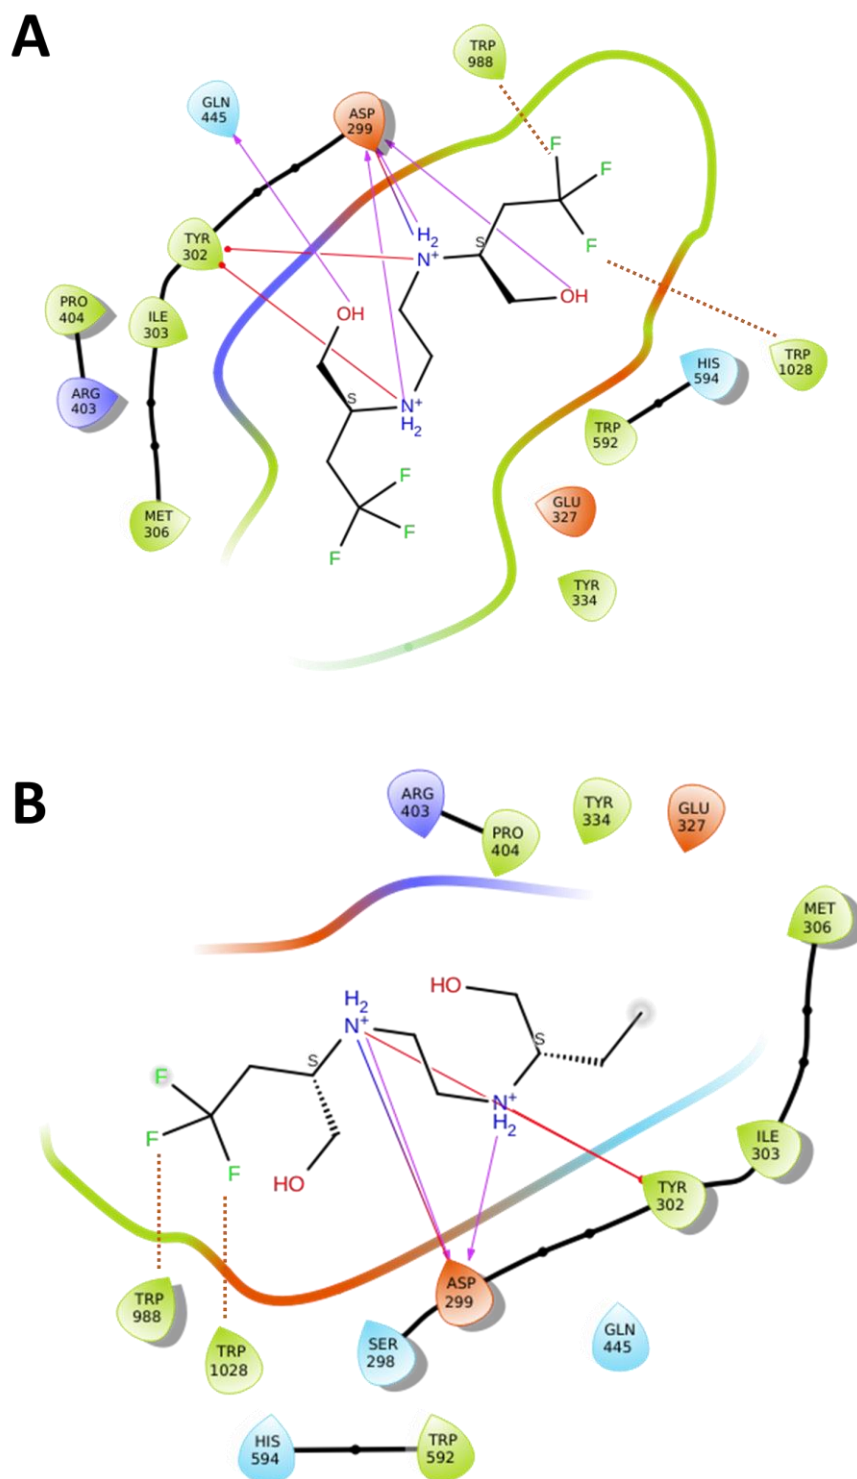 A
TRP
988
GLN
445
ASP
299
F
F
H2
TYR
302
S
N+
F
PRO
404
ILE
303
OH
OH
TRP
1028
HIS
594
ARG
403
S
N+
H2
TRP
592
F
GLU
327
MET
306
F
F
TYR
334
B
ARG
403
PRO
404
TYR
334
GLU
327
MET
306
HO
H2
N+
S
S
F
N+
H2
F
F
ILE
303
HO
TYR
302
ASP
299
TRP
988
SER
298
GLN
445
TRP
1028
HIS
594
TRP
592